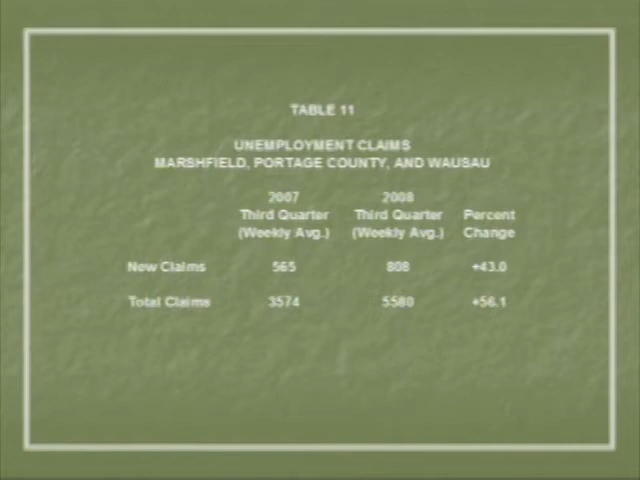 TABLE 11
UNEMPLOYMENT CLAIMS
MARSHFIELD, PORTAGE COUNTY, AND WAUSAU
2007 2008
Third Quarter Third Quarter Percent
(Weekly Avg.) (Weekly Avg.) Change
New Claims 565 808 +43.0
Total Claims 3574 5580 +56.1